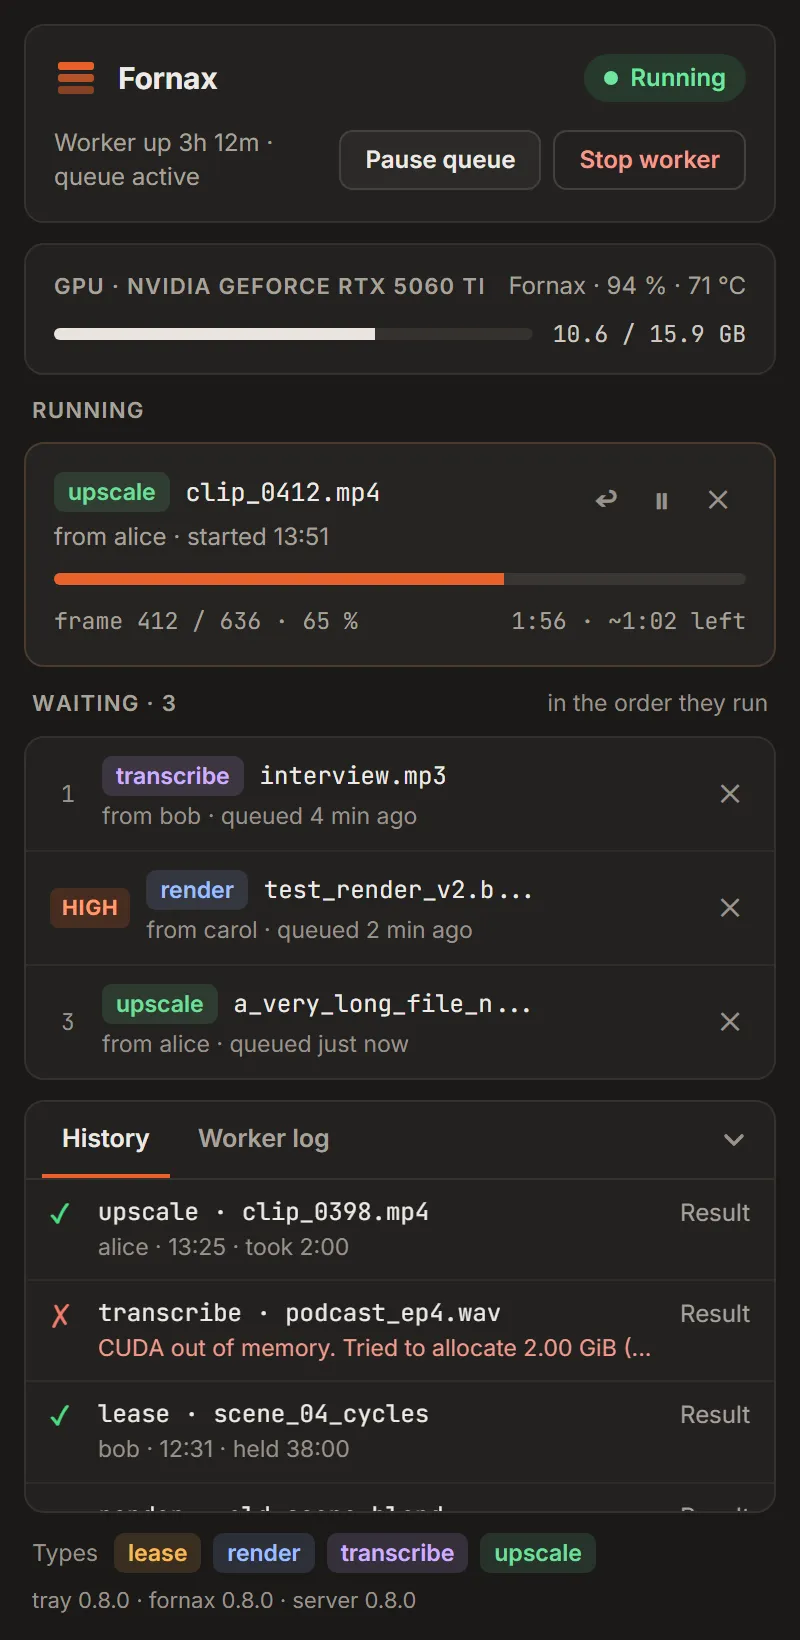 Fornax
Running
Worker up 3h 12m ·
queue active
Pause queue
Stop worker
GPU · NVIDIA GEFORCE RTX 5060 TI
Fornax · 94 % · 71 °C
10.6 / 15.9 GB
RUNNING
upscale clip_0412.mp4
from alice · started 13:51
frame 412 / 636 · 65 %
1:56 · ~1:02 left
WAITING · 3
in the order they run
1 transcribe interview.mp3
from bob · queued 4 min ago
HIGH render test_render_v2.b...
from carol · queued 2 min ago
3 upscale a_very_long_file_n...
from alice · queued just now
History
Worker log
upscale · clip_0398.mp4
Result
alice · 13:25 · took 2:00
transcribe · podcast_ep4.wav
Result
CUDA out of memory. Tried to allocate 2.00 GiB (...
lease · scene_04_cycles
Result
bob · 12:31 · held 38:00
Types lease render transcribe upscale
tray 0.8.0 · fornax 0.8.0 · server 0.8.0